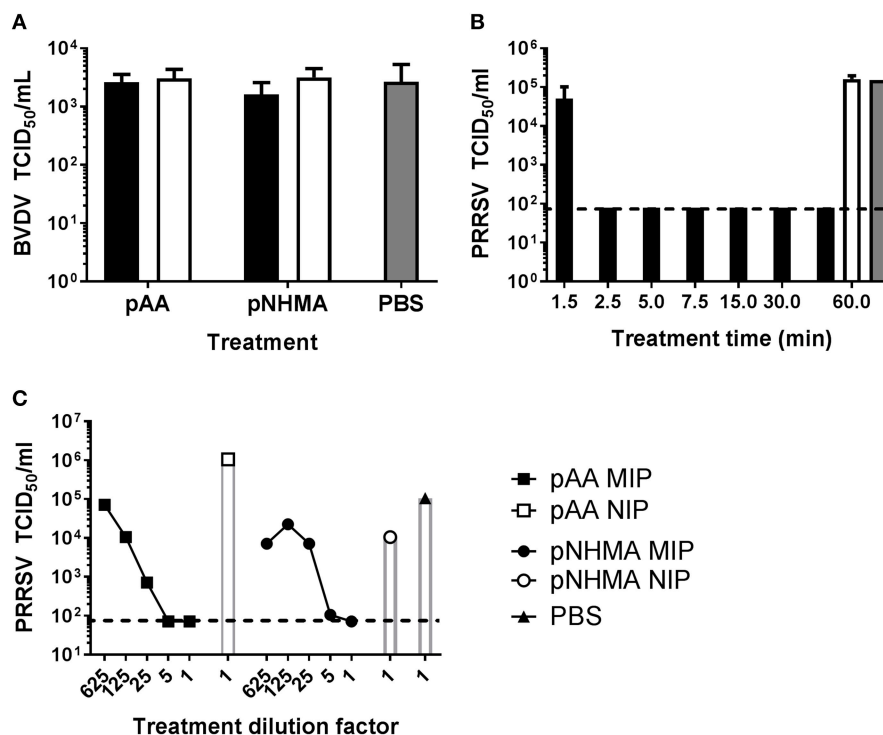 A
BVDV TCID50/mL
10^4
10^3
10^2
10^1
10^0
pAA pNHMA PBS
Treatment
B
PRRSV TCID50/ml
10^6
10^5
10^4
10^3
10^2
10^1
10^0
1.5 2.5 5.0 7.5 15.0 30.0 60.0
Treatment time (min)
C
PRRSV TCID50/ml
10^7
10^6
10^5
10^4
10^3
10^2
10^1
625 125 25 5 1 1 625 125 25 5 1 1 1
Treatment dilution factor
pAA MIP
pAA NIP
pNHMA MIP
pNHMA NIP
PBS